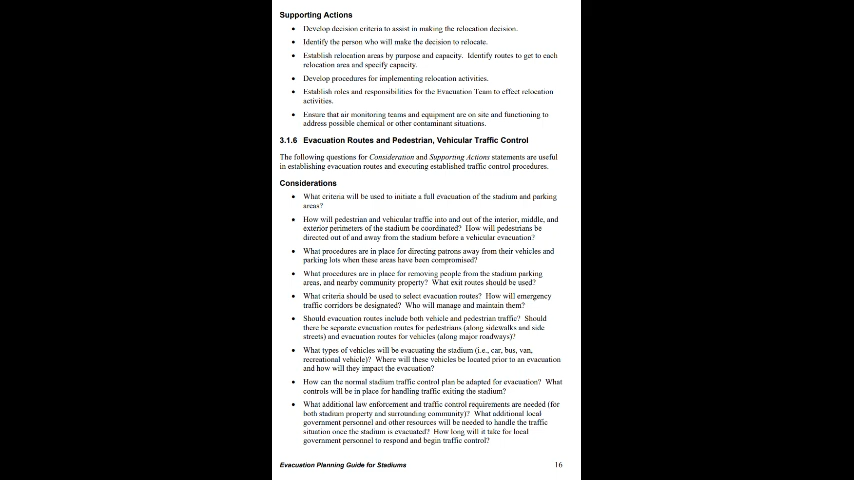 Supporting Actions
• Develop decision criteria to assist in making the relocation decision.
• Identify the person who will make the decision to relocate.
• Establish relocation areas by purpose and capacity. Identify routes to get to each
relocation area and specify capacity.
• Develop procedures for implementing relocation activities.
• Establish roles and responsibilities for the Evacuation Team to effect relocation
activities.
• Ensure that air monitoring teams and equipment are on site and functioning to
address possible chemical or other contaminant situations.
3.1.6 Evacuation Routes and Pedestrian, Vehicular Traffic Control
The following questions for Consideration and Supporting Actions statements are useful
in establishing evacuation routes and executing established traffic control procedures.
Considerations
• What criteria will be used to initiate a full evacuation of the stadium and parking
areas?
• How will pedestrian and vehicular traffic into and out of the interior, middle, and
exterior perimeters of the stadium be coordinated? How will pedestrians be
directed out of and away from the stadium before a vehicular evacuation?
• What procedures are in place for directing patrons away from their vehicles and
parking lots when these areas have been compromised?
• What procedures are in place for removing people from the stadium parking
areas, and nearby community property? What exit routes should be used?
• What criteria should be used to select evacuation routes? How will emergency
traffic corridors be designated? Who will manage and maintain them?
• Should evacuation routes include both vehicle and pedestrian traffic? Should
there be separate evacuation routes for pedestrians (along sidewalks and side
streets) and evacuation routes for vehicles (along major roadways)?
• What types of vehicles will be evacuating the stadium (i.e., car, bus, van,
recreational vehicle)? Where will these vehicles be located prior to an evacuation
and how will they impact the evacuation?
• How can the normal stadium traffic control plan be adapted for evacuation? What
controls will be in place for handling traffic exiting the stadium?
• What additional law enforcement and traffic control requirements are needed (for
both stadium property and surrounding community)? What additional local
government personnel and other resources will be needed to handle the traffic
situation once the stadium is evacuated? How long will it take for local
government personnel to respond and begin traffic control?
Evacuation Planning Guide for Stadiums 16